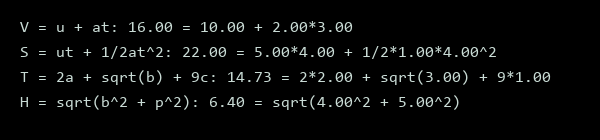 V = u + at: 16.00 = 10.00 + 2.00*3.00
S = ut + 1/2at^2: 22.00 = 5.00*4.00 + 1/2*1.00*4.00^2
T = 2a + sqrt(b) + 9c: 14.73 = 2*2.00 + sqrt(3.00) + 9*1.00
H = sqrt(b^2 + p^2): 6.40 = sqrt(4.00^2 + 5.00^2)